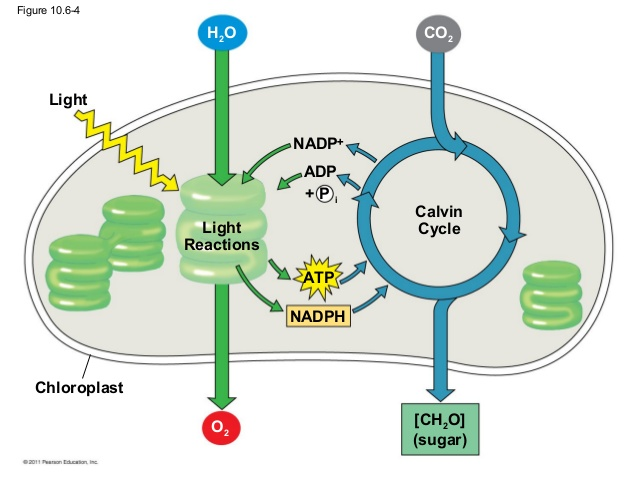 Figure 10.6-4
H₂O
CO₂
Light
NADP⁺
ADP
+ Ⓟ i
Light
Reactions
Calvin
Cycle
ATP
NADPH
Chloroplast
O₂
[CH₂O]
(sugar)
© 2011 Pearson Education, Inc.